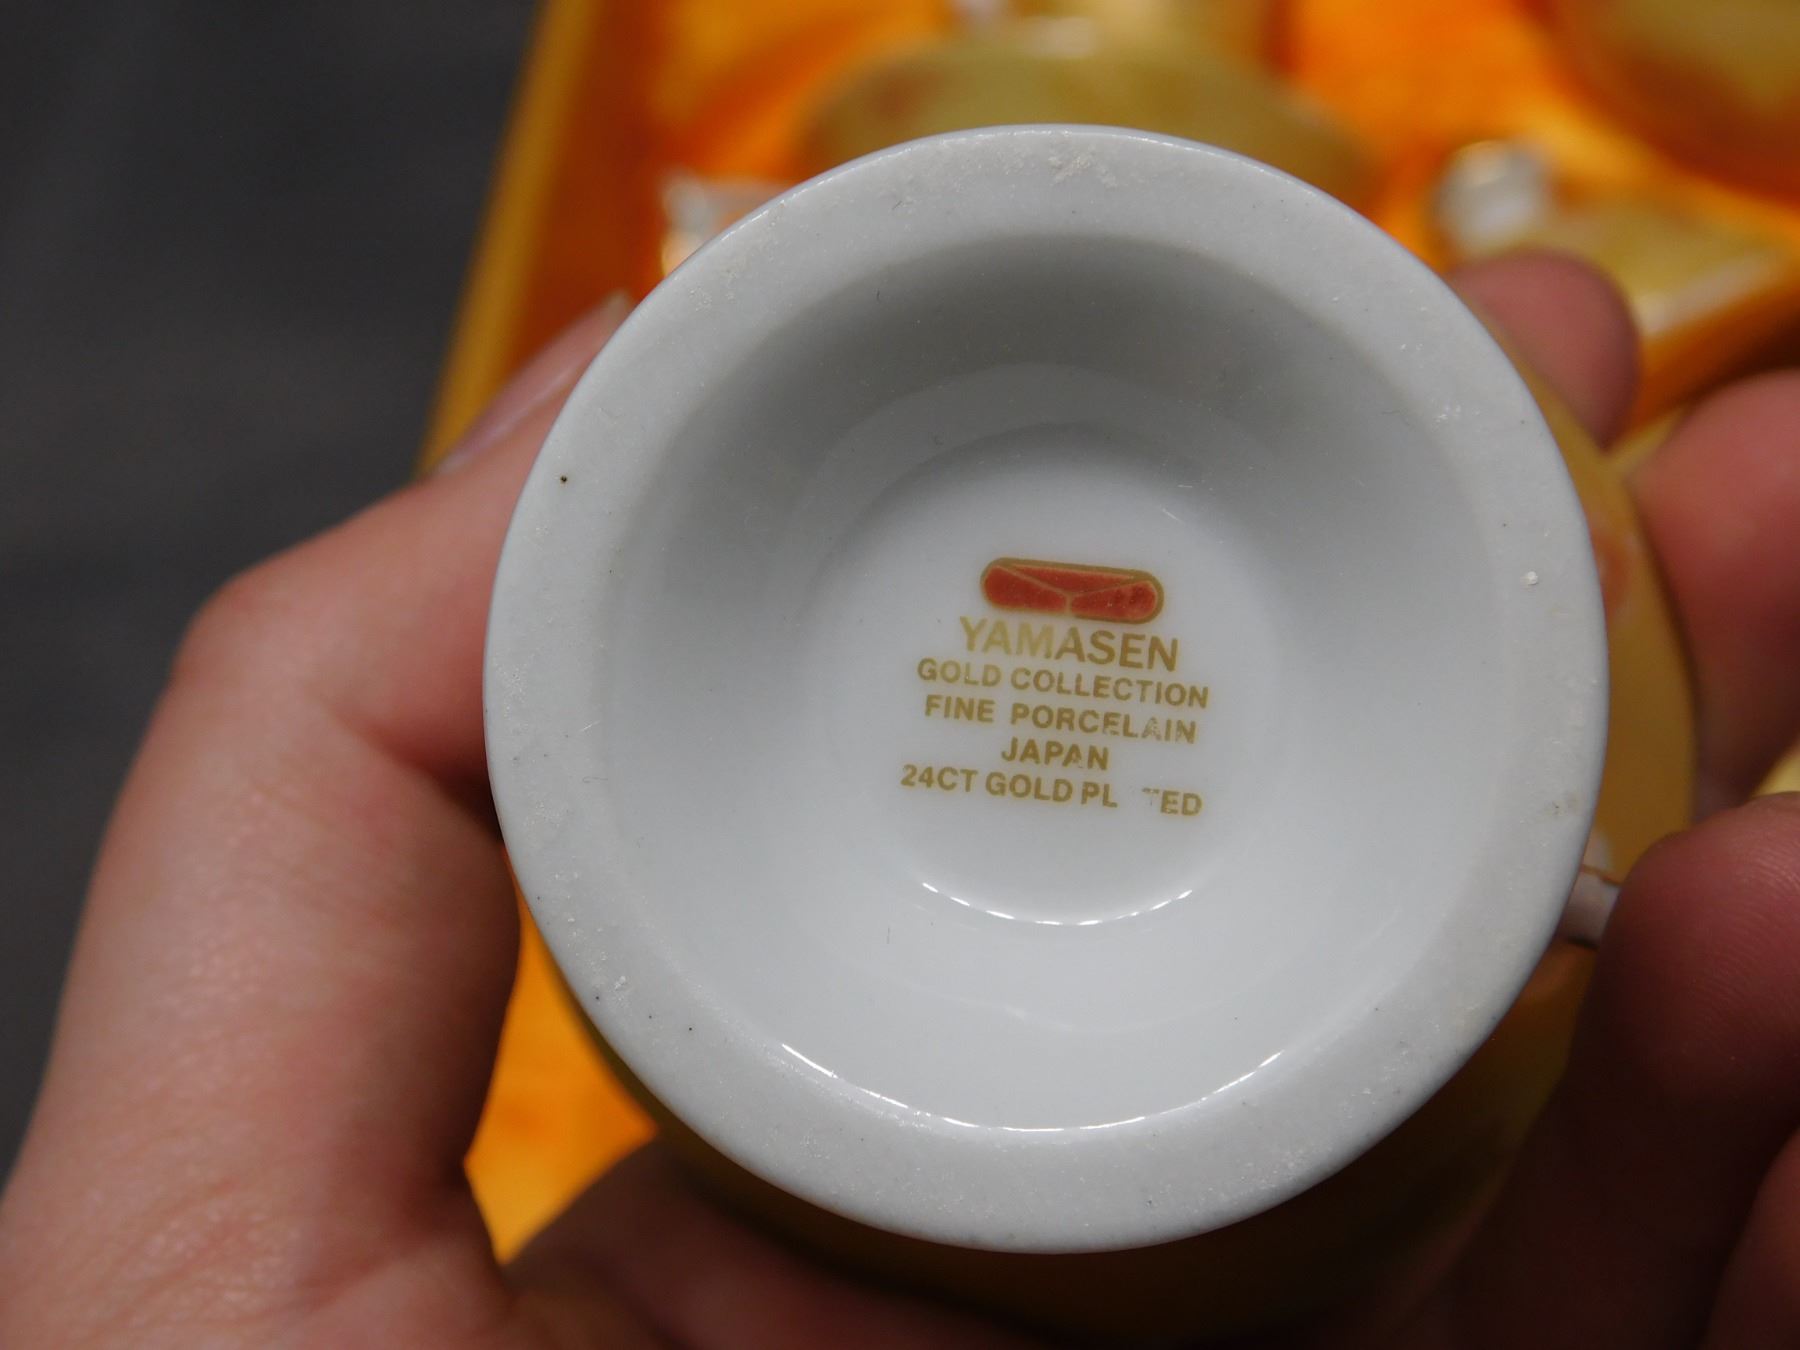 YAMASEN
GOLD COLLECTION
FINE PORCELAIN
JAPAN
24CT GOLD PL TED